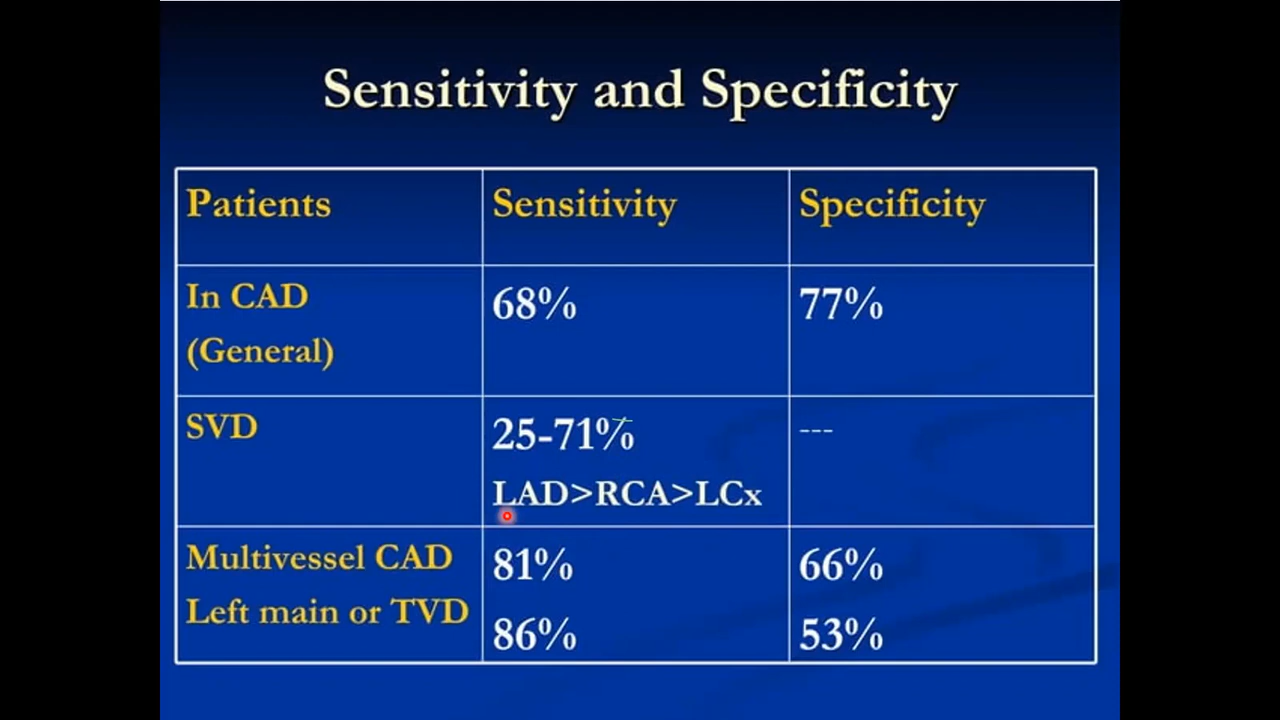 Sensitivity and Specificity
Patients Sensitivity Specificity
In CAD 68% 77%
(General)
SVD 25-71% ---
LAD>RCA>LCx
Multivessel CAD 81% 66%
Left main or TVD 86% 53%